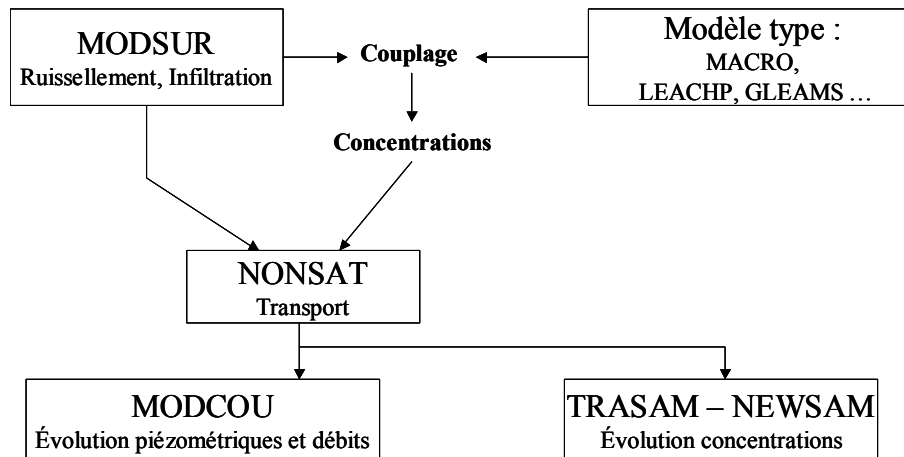 MODSUR
Ruissellement, Infiltration
Couplage
Modèle type :
MACRO,
LEACHP, GLEAMS ...
Concentrations
NONSAT
Transport
MODCOU
Évolution piézométriques et débits
TRASAM – NEWSAM
Évolution concentrations